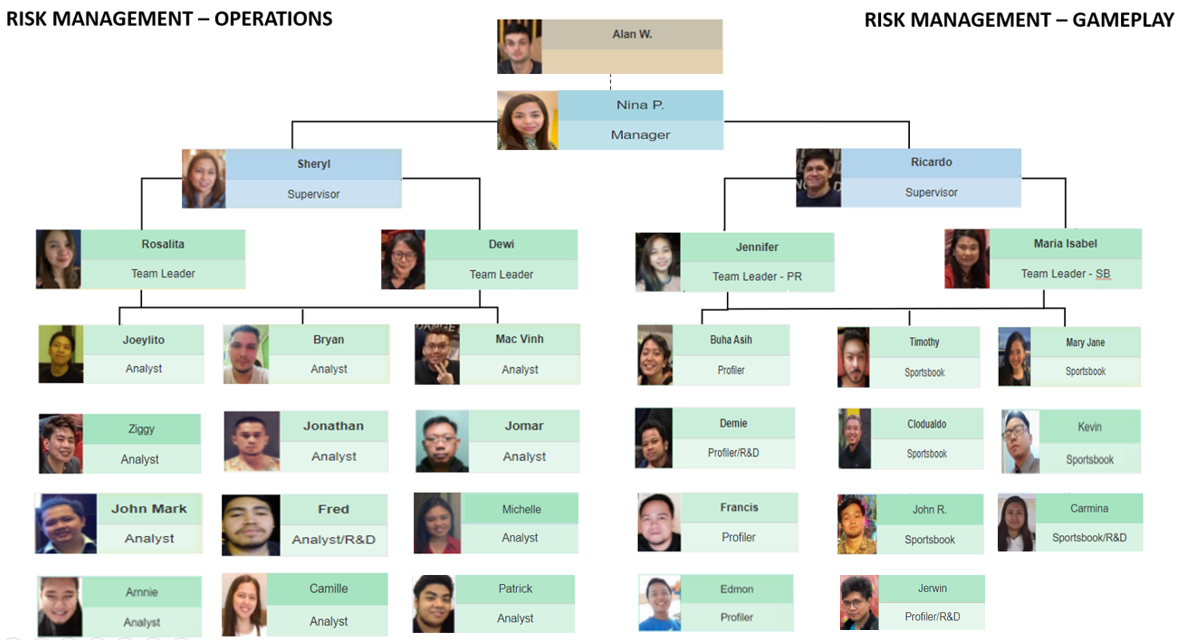 RISK MANAGEMENT – OPERATIONS
RISK MANAGEMENT – GAMEPLAY
Alan W.
Nina P.
Manager
Sheryl
Supervisor
Ricardo
Supervisor
Rosalita
Team Leader
Dewi
Team Leader
Jennifer
Team Leader - PR
Maria Isabel
Team Leader - SB
Joeylito
Analyst
Bryan
Analyst
Mac Vinh
Analyst
Buha Asih
Profiler
Timothy
Sportsbook
Mary Jane
Sportsbook
Ziggy
Analyst
Jonathan
Analyst
Jomar
Analyst
Demie
Profiler/R&D
Clodualdo
Sportsbook
Kevin
Sportsbook
John Mark
Analyst
Fred
Analyst/R&D
Michelle
Analyst
Francis
Profiler
John R.
Sportsbook
Carmina
Sportsbook/R&D
Arnnie
Analyst
Camille
Analyst
Patrick
Analyst
Edmon
Profiler
Jerwin
Profiler/R&D